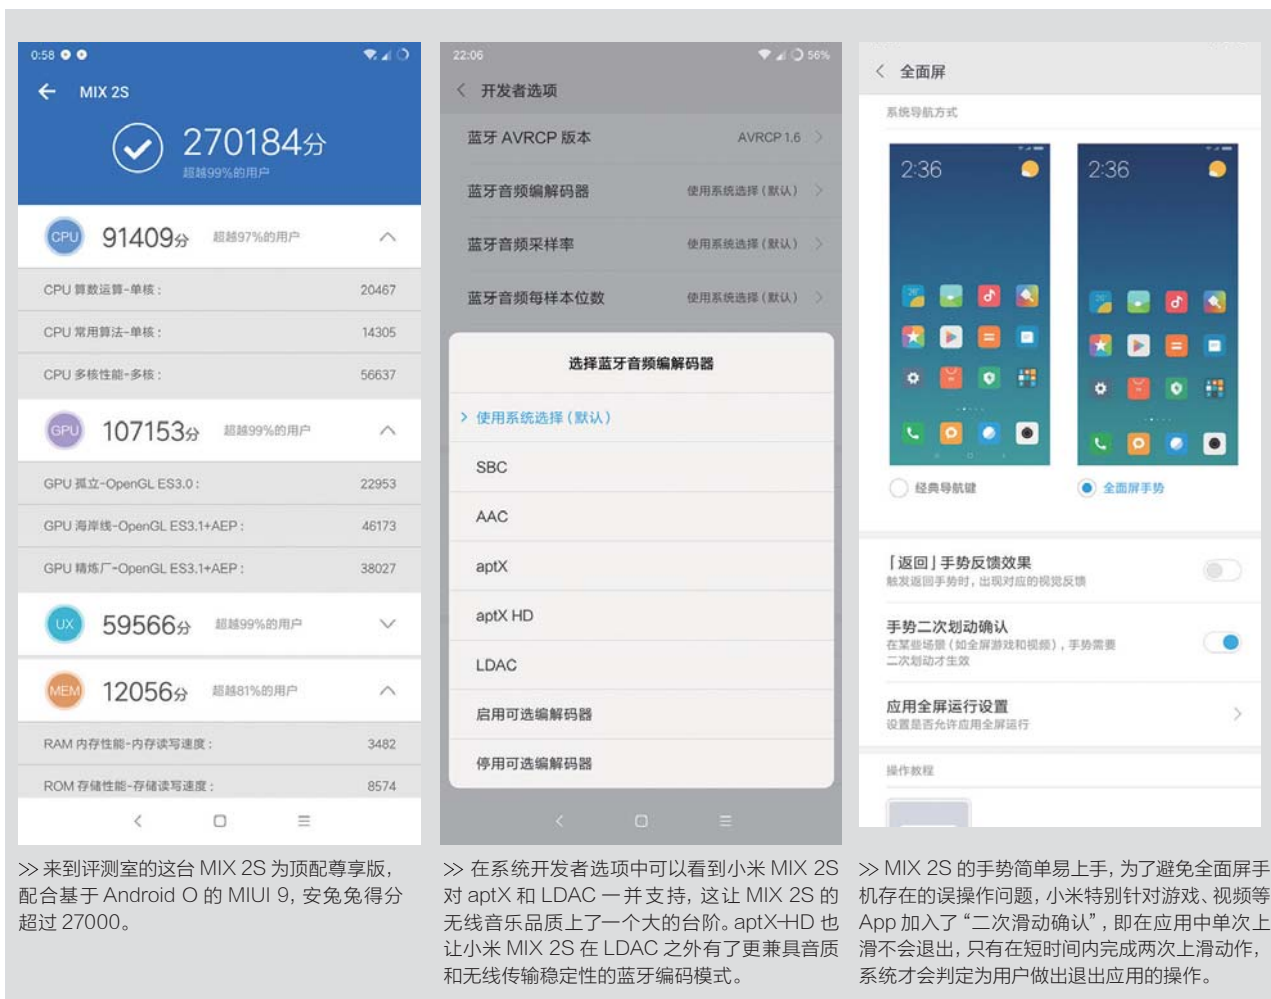 0:58
MIX 2S
270184分
超越99%的用户
CPU 91409分 超越97%的用户
CPU 算数运算-单核： 20467
CPU 常用算法-单核： 14305
CPU 多核性能-多核： 56637
GPU 107153分 超越99%的用户
GPU 孤立-OpenGL ES3.0： 22953
GPU 海岸线-OpenGL ES3.1+AEP： 46173
GPU 精炼厂-OpenGL ES3.1+AEP： 38027
UX 59566分 超越99%的用户
MEM 12056分 超越81%的用户
RAM 内存性能-内存读写速度： 3482
ROM 存储性能-存储读写速度： 8574
>> 来到评测室的这台 MIX 2S 为顶配尊享版，
配合基于 Android O 的 MIUI 9, 安兔兔得分
超过 27000。
22:06 56%
开发者选项
蓝牙 AVRCP 版本 AVRCP 1.6
蓝牙音频编解码器 使用系统选择（默认）
蓝牙音频采样率 使用系统选择（默认）
蓝牙音频每样本位数 使用系统选择（默认）
选择蓝牙音频编解码器
使用系统选择（默认）
SBC
AAC
aptX
aptX HD
LDAC
启用可选编解码器
停用可选编解码器
>> 在系统开发者选项中可以看到小米 MIX 2S
对 aptX 和 LDAC 一并支持, 这让 MIX 2S 的
无线音乐品质上了一个大的台阶。aptX-HD 也
让小米 MIX 2S 在 LDAC 之外有了更兼具音质
和无线传输稳定性的蓝牙编码模式。
全面屏
系统导航方式
2:36 2:36
经典导航键 全面屏手势
「返回」手势反馈效果
触发返回手势时，出现对应的视觉反馈
手势二次划动确认
在某些场景（如全屏游戏和视频），手势需要
二次划动才生效
应用全屏运行设置
设置是否允许应用全屏运行
操作教程
>> MIX 2S 的手势简单易上手, 为了避免全面屏手
机存在的误操作问题, 小米特别针对游戏、视频等
App 加入了“二次滑动确认”, 即在应用中单次上
滑不会退出, 只有在短时间内完成两次上滑动作,
系统才会判定为用户做出退出应用的操作。